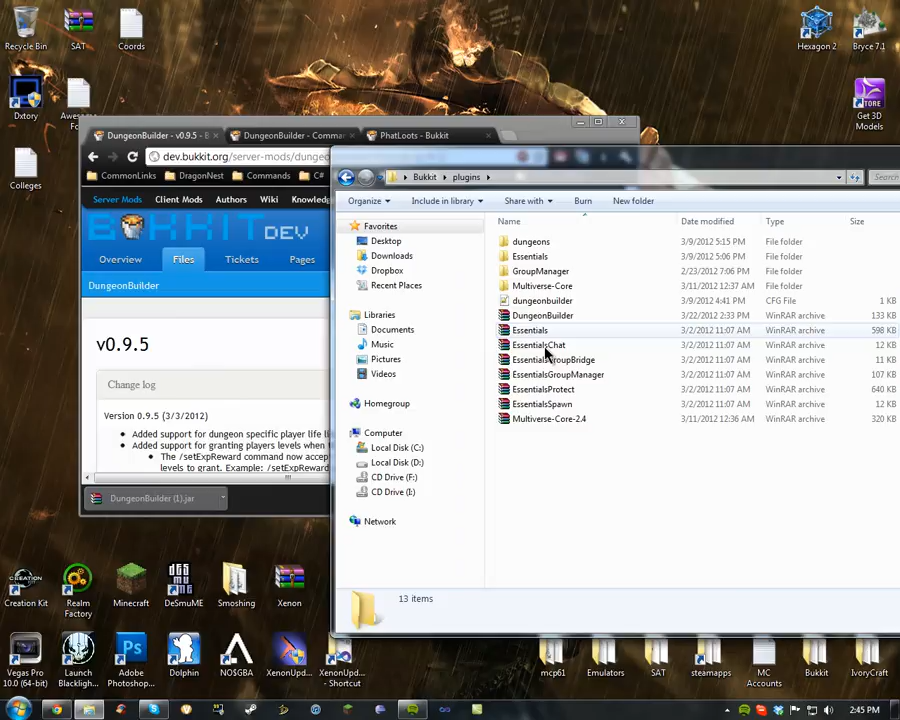 Recycle Bin
SAT
Coords
Hexagon 2
Bryce 7.1
Dxtory
Get 3D
Models
Colleges
DungeonBuilder - v0.9.5 - B
DungeonBuilder - Comma
PhatLoots - Bukkit
dev.bukkit.org/server-mods/dungeo
CommonLinks
DragonNest
Commands
C#
Server Mods
Client Mods
Authors
Wiki
BUKKIT DEV
Overview
Files
Tickets
Pages
DungeonBuilder
v0.9.5
Change log
Version 0.9.5 (3/3/2012)
Added support for dungeon specific player life
Added support for granting players levels when
The /setExpReward command now accep
levels to grant. Example: /setExpReward
DungeonBuilder (1).jar
Bukkit
plugins
Organize
Include in library
Share with
Burn
New folder
Name
Date modified
Type
Size
Favorites
Desktop
Downloads
Dropbox
Recent Places
Libraries
Documents
Music
Pictures
Videos
Homegroup
Computer
Local Disk (C:)
Local Disk (D:)
CD Drive (F:)
CD Drive (I:)
Network
dungeons 3/9/2012 5:15 PM File folder
Essentials 3/9/2012 5:06 PM File folder
GroupManager 2/23/2012 7:06 PM File folder
Multiverse-Core 3/11/2012 12:37 AM File folder
dungeonbuilder 3/9/2012 4:41 PM CFG File 1 KB
DungeonBuilder 3/22/2012 2:33 PM WinRAR archive 133 KB
Essentials 3/2/2012 11:07 AM WinRAR archive 598 KB
EssentialsChat 3/2/2012 11:07 AM WinRAR archive 12 KB
EssentialsGroupBridge 3/2/2012 11:07 AM WinRAR archive 11 KB
EssentialsGroupManager 3/2/2012 11:07 AM WinRAR archive 107 KB
EssentialsProtect 3/2/2012 11:07 AM WinRAR archive 640 KB
EssentialsSpawn 3/2/2012 11:07 AM WinRAR archive 12 KB
Multiverse-Core-2.4 3/11/2012 12:36 AM WinRAR archive 320 KB
13 items
Creation Kit
Realm
Factory
Minecraft
DeSmuME
Smoshing
Xenon
Vegas Pro
10.0 (64-bit)
Launch
Blackligh...
Adobe
Photoshop...
Dolphin
NO$GBA
XenonUpd...
XenonUpd...
- Shortcut
mcp61
Emulators
SAT
steamapps
MC
Accounts
Bukkit
IvoryCraft
2:45 PM